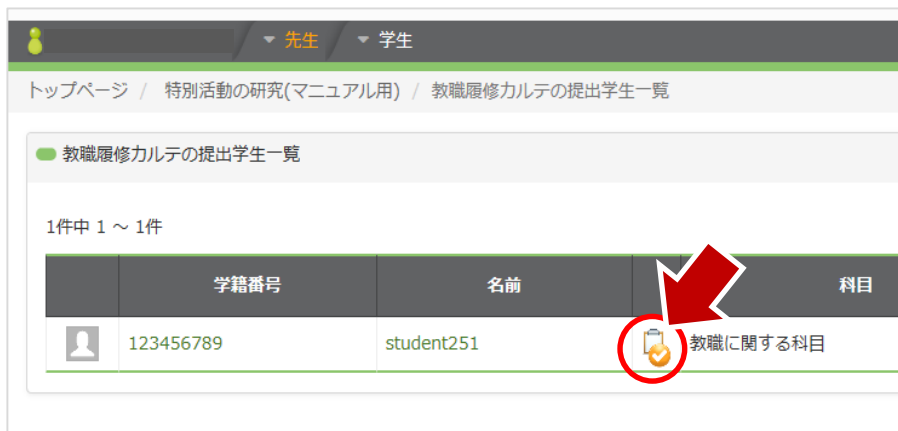 先生 学生
トップページ / 特別活動の研究(マニュアル用) / 教職履修カルテの提出学生一覧
教職履修カルテの提出学生一覧
1件中 1 ～ 1件
学籍番号 名前 科目
123456789 student251 教職に関する科目